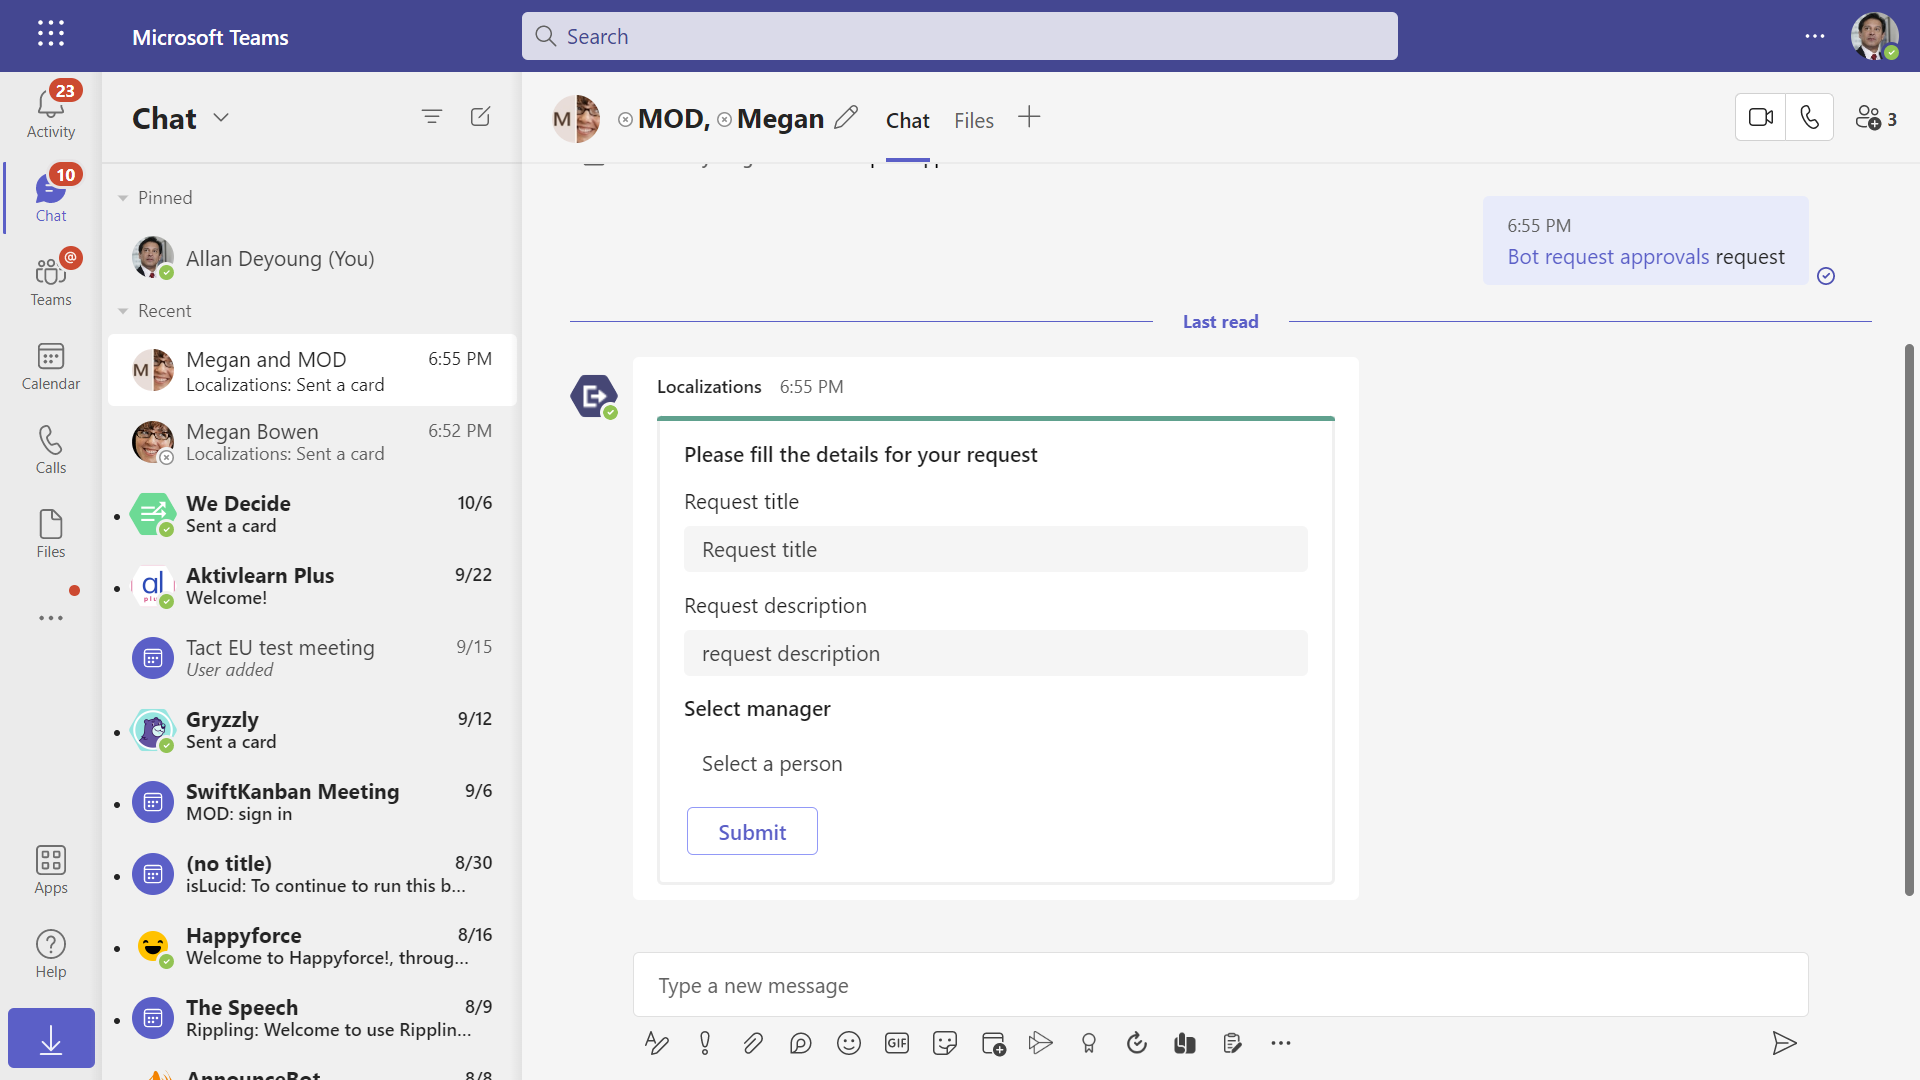 Microsoft Teams
Search
23
Activity
10
Chat
@
Teams
Calendar
Calls
Files
Apps
Help
Chat
Pinned
Allan Deyoung (You)
Recent
M
Megan and MOD 6:55 PM
Localizations: Sent a card
Megan Bowen 6:52 PM
Localizations: Sent a card
We Decide 10/6
Sent a card
al
plus
Aktivlearn Plus 9/22
Welcome!
Tact EU test meeting 9/15
User added
Gryzzly 9/12
Sent a card
SwiftKanban Meeting 9/6
MOD: sign in
(no title) 8/30
isLucid: To continue to run this b...
Happyforce 8/16
Welcome to Happyforce!, throug...
The Speech 8/9
Rippling: Welcome to use Ripplin...
AnnounceBot 8/8
M
MOD, Megan Chat Files 3
6:55 PM
Bot request approvals request
Last read
Localizations 6:55 PM
Please fill the details for your request
Request title
Request title
Request description
request description
Select manager
Select a person
Submit
Type a new message
GIF